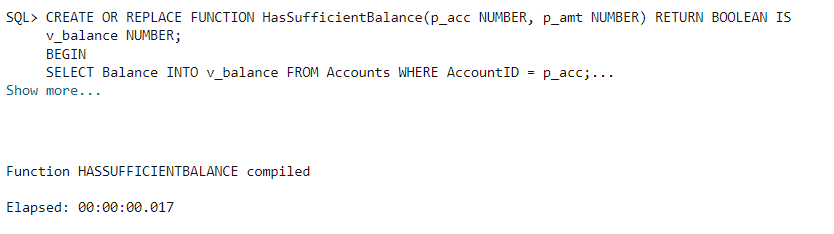 SQL> CREATE OR REPLACE FUNCTION HasSufficientBalance(p_acc NUMBER, p_amt NUMBER) RETURN BOOLEAN IS
     v_balance NUMBER;
     BEGIN
     SELECT Balance INTO v_balance FROM Accounts WHERE AccountID = p_acc;...
Show more...
Function HASSUFFICIENTBALANCE compiled
Elapsed: 00:00:00.017